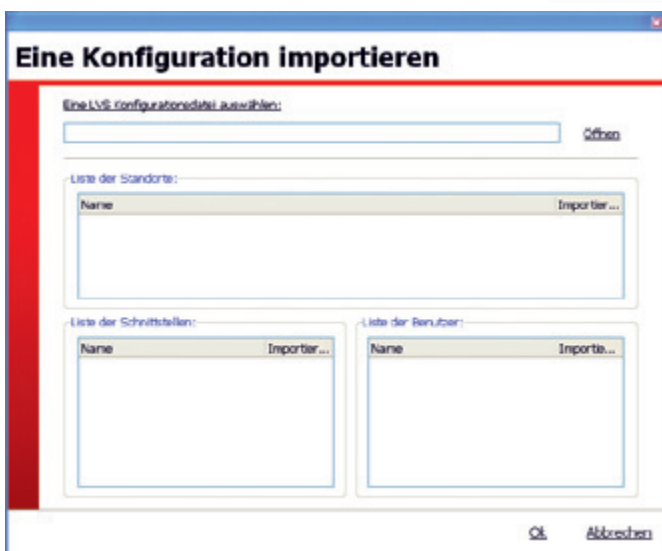 Eine Konfiguration importieren
Eine LVS Konfigurationsdatei auswählen:
Öffnen
Liste der Standorte:
Name Importier...
Liste der Schnittstellen:
Name Importier...
Liste der Benutzer:
Name Importie...
Ok Abbrechen